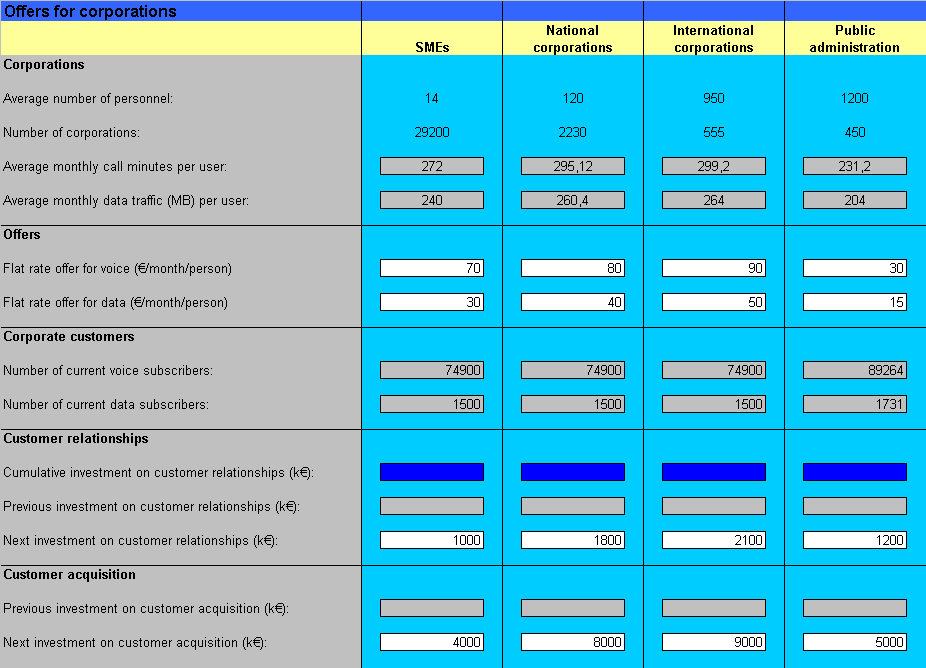 Offers for corporations
SMEs National corporations International corporations Public administration
Corporations
Average number of personnel: 14 120 950 1200
Number of corporations: 29200 2230 555 450
Average monthly call minutes per user: 272 295,12 299,2 231,2
Average monthly data traffic (MB) per user: 240 260,4 264 204
Offers
Flat rate offer for voice (€/month/person) 70 80 90 30
Flat rate offer for data (€/month/person) 30 40 50 15
Corporate customers
Number of current voice subscribers: 74900 74900 74900 89264
Number of current data subscribers: 1500 1500 1500 1731
Customer relationships
Cumulative investment on customer relationships (k€):
Previous investment on customer relationships (k€):
Next investment on customer relationships (k€): 1000 1800 2100 1200
Customer acquisition
Previous investment on customer acquisition (k€):
Next investment on customer acquisition (k€): 4000 8000 9000 5000